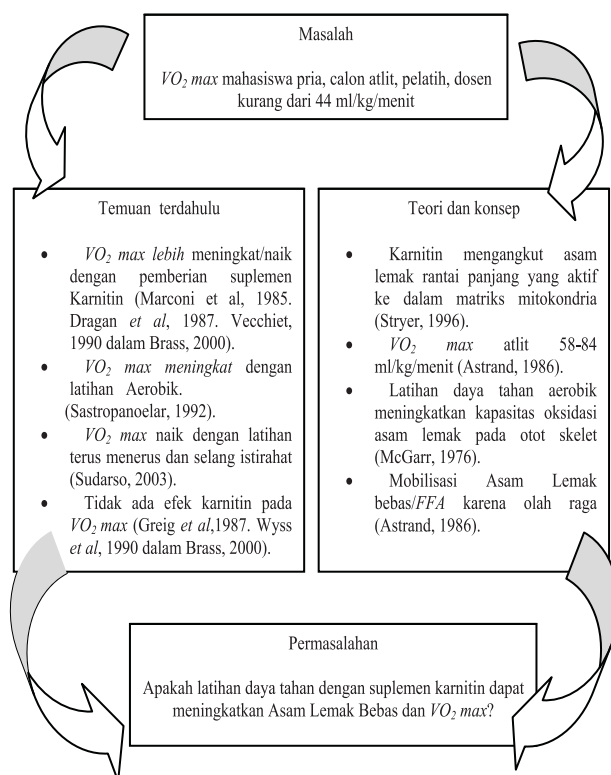 Masalah
VO2 max mahasiswa pria, calon atlit, pelatih, dosen
kurang dari 44 ml/kg/menit
Temuan terdahulu
• VO2 max lebih meningkat/naik
dengan pemberian suplemen
Karnitin (Marconi et al, 1985.
Dragan et al, 1987. Vecchiet,
1990 dalam Brass, 2000).
• VO2 max meningkat dengan
latihan Aerobik.
(Sastropanoelar, 1992).
• VO2 max naik dengan latihan
terus menerus dan selang istirahat
(Sudarso, 2003).
• Tidak ada efek karnitin pada
VO2 max (Greig et al,1987. Wyss
et al, 1990 dalam Brass, 2000).
Teori dan konsep
• Karnitin mengangkut asam
lemak rantai panjang yang aktif
ke dalam matriks mitokondria
(Stryer, 1996).
• VO2 max atlit 58-84
ml/kg/menit (Astrand, 1986).
• Latihan daya tahan aerobik
meningkatkan kapasitas oksidasi
asam lemak pada otot skelet
(McGarr, 1976).
• Mobilisasi Asam Lemak
bebas/FFA karena olah raga
(Astrand, 1986).
Permasalahan
Apakah latihan daya tahan dengan suplemen karnitin dapat
meningkatkan Asam Lemak Bebas dan VO2 max?